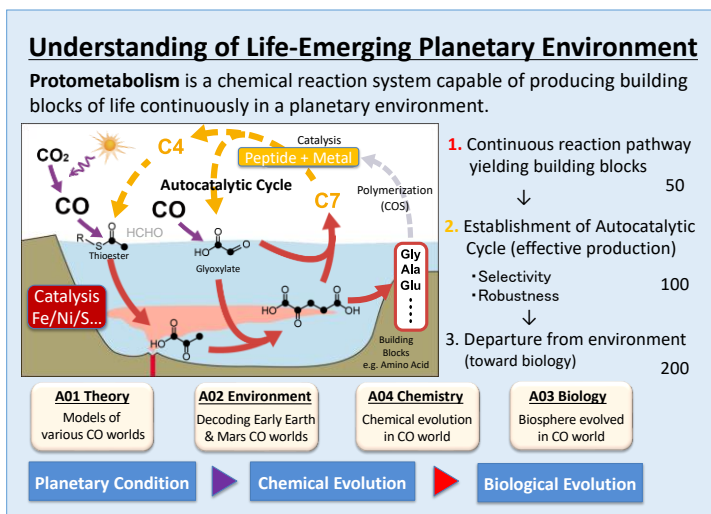 Understanding of Life-Emerging Planetary Environment
Protometabolism is a chemical reaction system capable of producing building
blocks of life continuously in a planetary environment.
CO₂
CO
C4
Catalysis
Peptide + Metal
Autocatalytic Cycle
CO
C7
Polymerization
(COS)
R
S
O
HCHO
Thioester
HO
O
O
Glyoxylate
Gly
Ala
Glu
⋮
Catalysis
Fe/Ni/S...
HO
O
O
HO
O
O
O
OH
Building
Blocks
e.g. Amino Acid
1. Continuous reaction pathway
yielding building blocks
50
↓
2. Establishment of Autocatalytic
Cycle (effective production)
・Selectivity
100
・Robustness
↓
3. Departure from environment
(toward biology)
200
A01 Theory
Models of
various CO worlds
A02 Environment
Decoding Early Earth
& Mars CO worlds
A04 Chemistry
Chemical evolution
in CO world
A03 Biology
Biosphere evolved
in CO world
Planetary Condition
Chemical Evolution
Biological Evolution